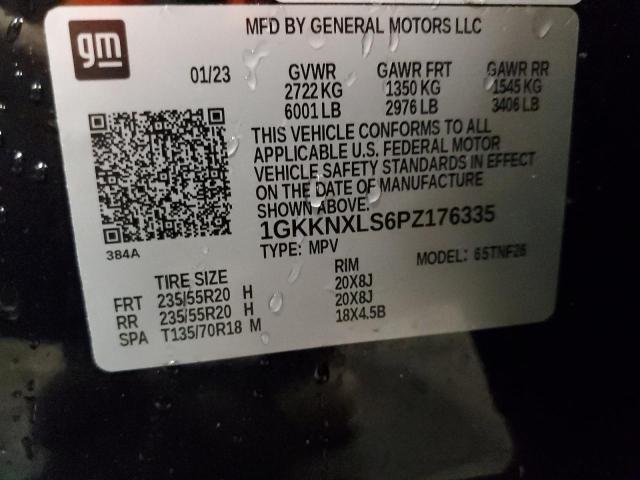 gm
MFD BY GENERAL MOTORS LLC
01/23 GVWR GAWR FRT GAWR RR
2722 KG 1350 KG 1545 KG
6001 LB 2976 LB 3406 LB
THIS VEHICLE CONFORMS TO ALL
APPLICABLE U.S. FEDERAL MOTOR
VEHICLE SAFETY STANDARDS IN EFFECT
ON THE DATE OF MANUFACTURE
SHOWN ABOVE.
1GKKNXLS6PZ176335
384A
TYPE: MPV MODEL: 6STNF26
TIRE SIZE RIM
FRT 235/55R20 H 20X8J
RR 235/55R20 H 20X8J
SPA T135/70R18 M 18X4.5B